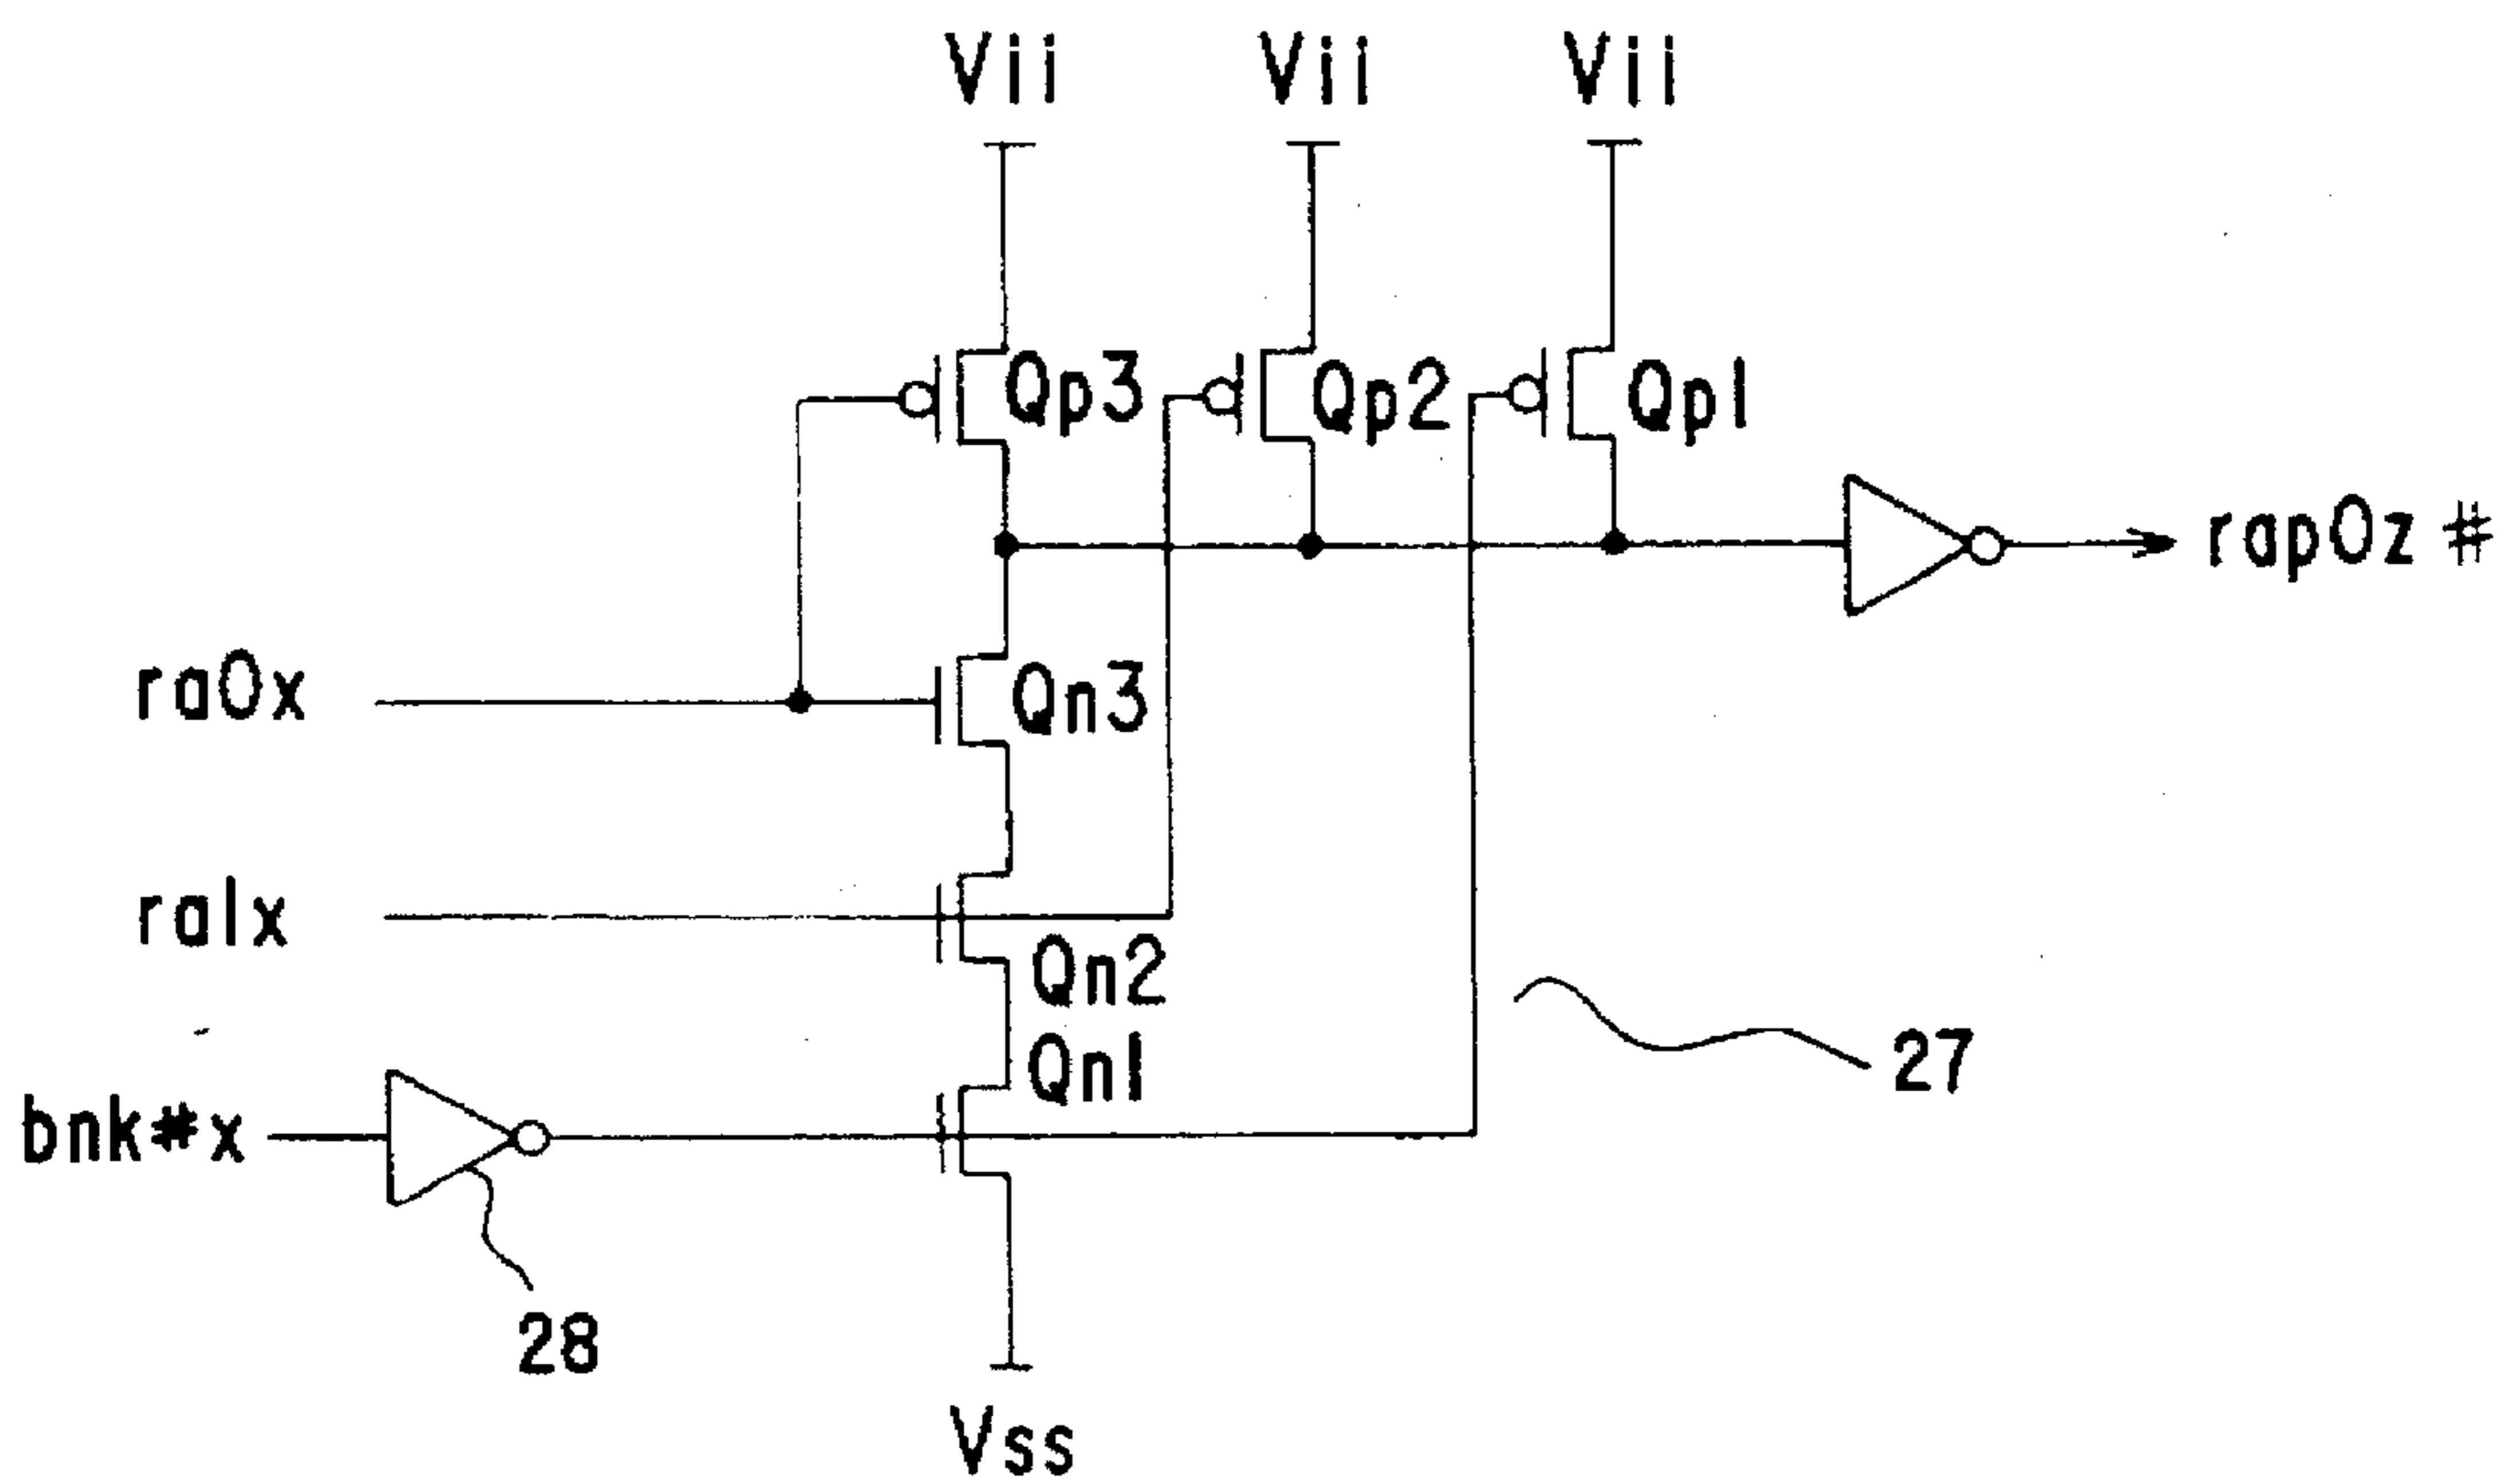 Vii Vii Vii
Qp3 Qp2 Qp1
rap0z #
ra0x
Qn3
ra1x
Qn2
Qn1
27
bnk#x
28
Vss